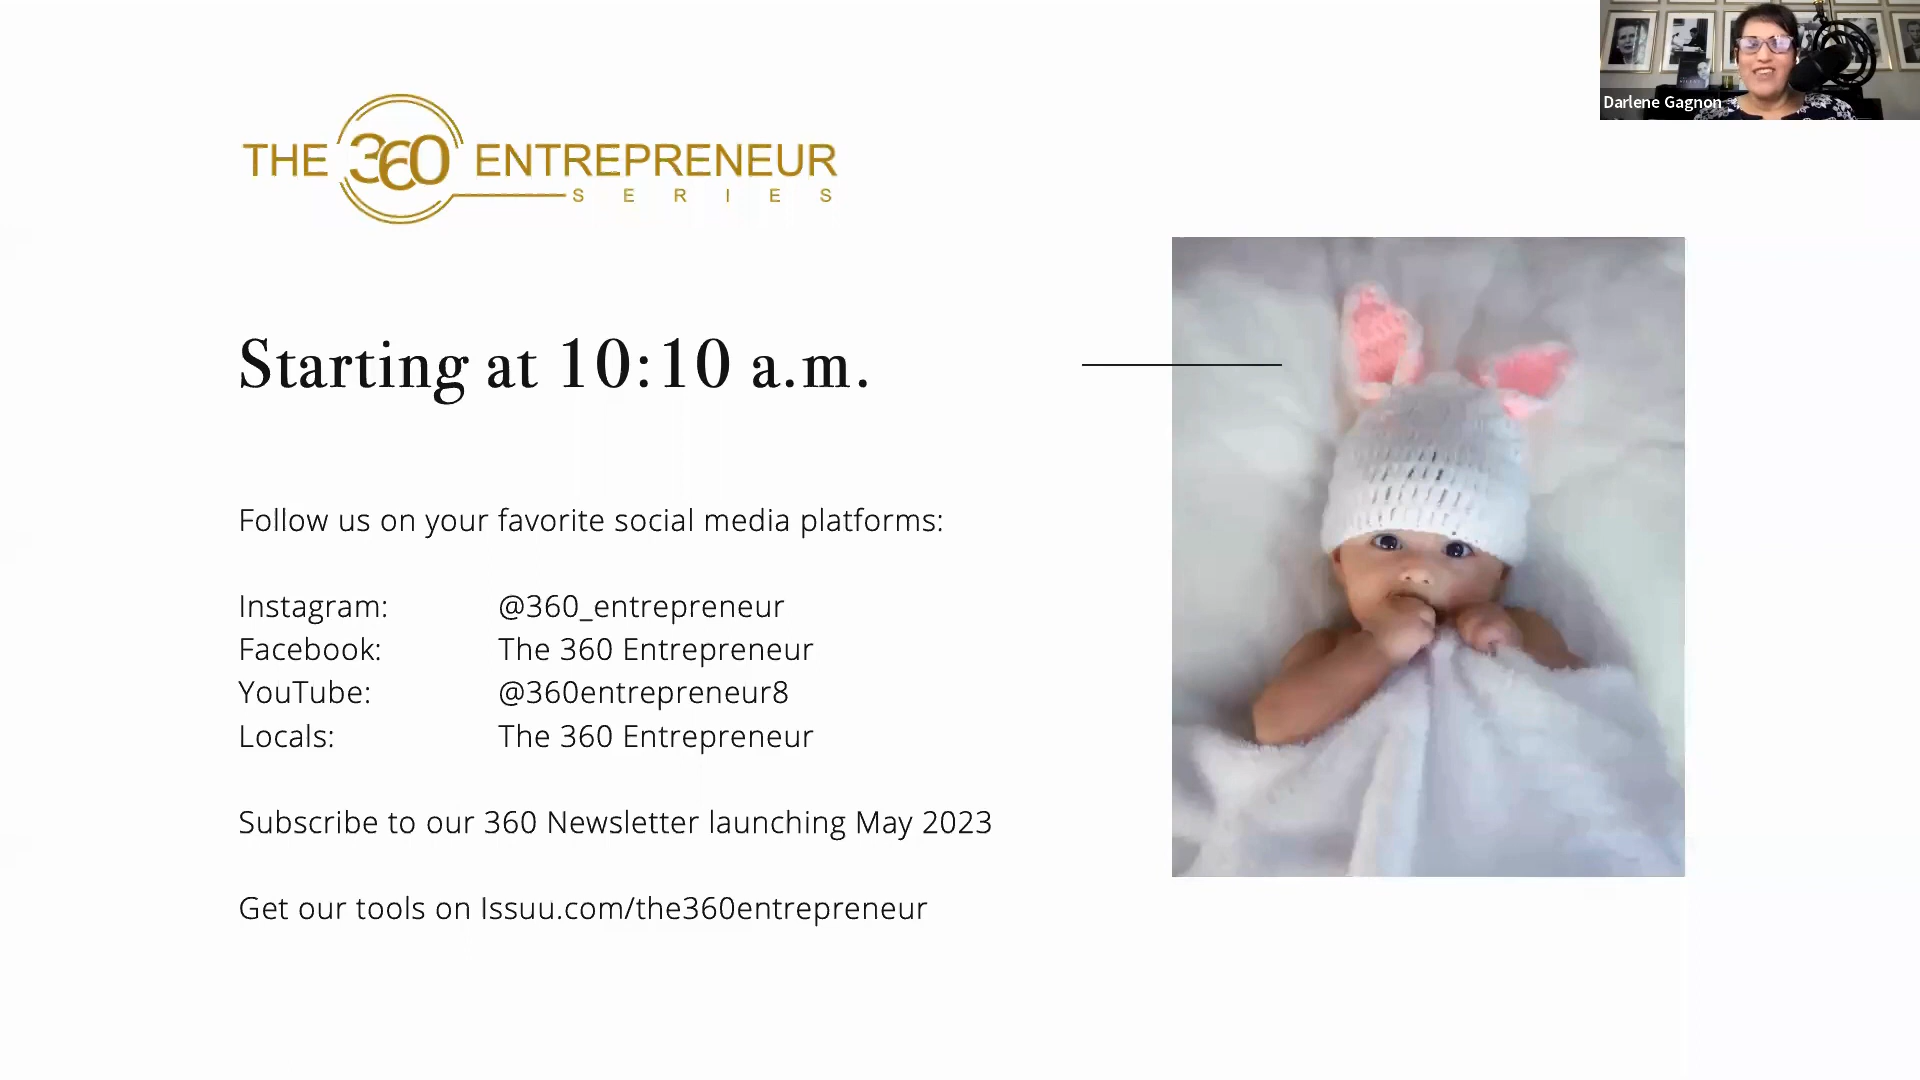 THE 360 ENTREPRENEUR
SERIES
Darlene Gagnon
Starting at 10:10 a.m.
Follow us on your favorite social media platforms:
Instagram: @360_entrepreneur
Facebook: The 360 Entrepreneur
YouTube: @360entrepreneur8
Locals: The 360 Entrepreneur
Subscribe to our 360 Newsletter launching May 2023
Get our tools on Issuu.com/the360entrepreneur